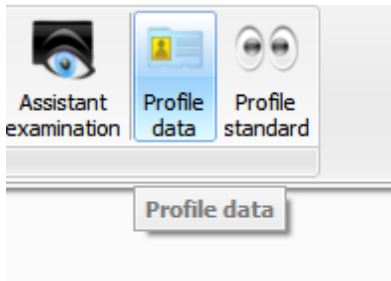 Assistant
examination
Profile
data
Profile
standard
Profile data